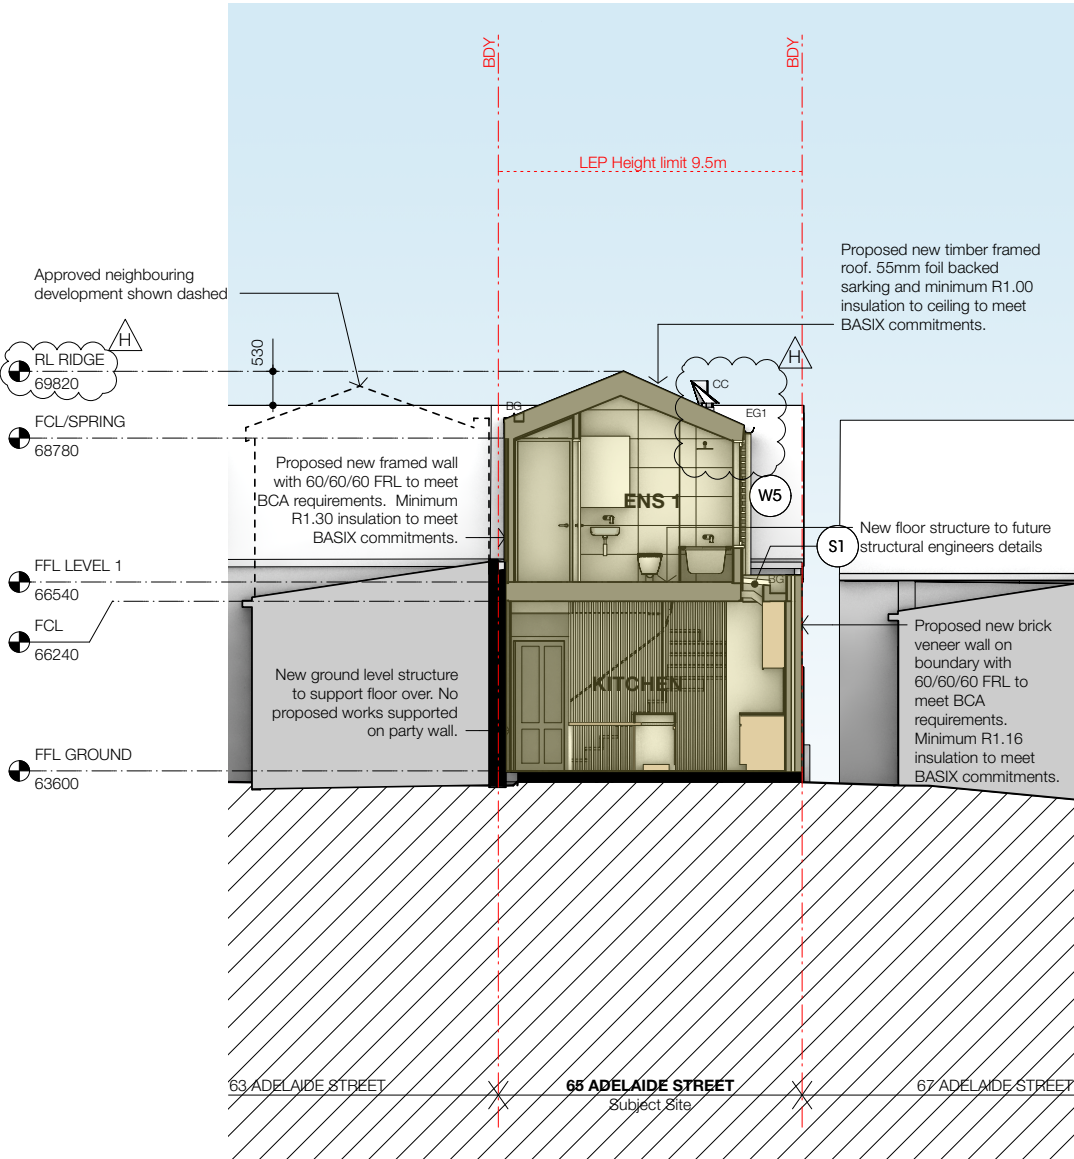 BDY
BDY
LEP Height limit 9.5m
Proposed new timber framed
roof. 55mm foil backed
sarking and minimum R1.00
insulation to ceiling to meet
BASIX commitments.
Approved neighbouring
development shown dashed
H
530
H
RL RIDGE
69820
CC
BG
EG1
FCL/SPRING
68780
Proposed new framed wall
with 60/60/60 FRL to meet
BCA requirements. Minimum
R1.30 insulation to meet
BASIX commitments.
ENS 1
W5
New floor structure to future
structural engineers details
S1
FFL LEVEL 1
66540
BG
FCL
66240
Proposed new brick
veneer wall on
boundary with
60/60/60 FRL to
meet BCA
requirements.
Minimum R1.16
insulation to meet
BASIX commitments.
New ground level structure
to support floor over. No
proposed works supported
on party wall.
KITCHEN
FFL GROUND
63600
63 ADELAIDE STREET
65 ADELAIDE STREET
Subject Site
67 ADELAIDE STREET